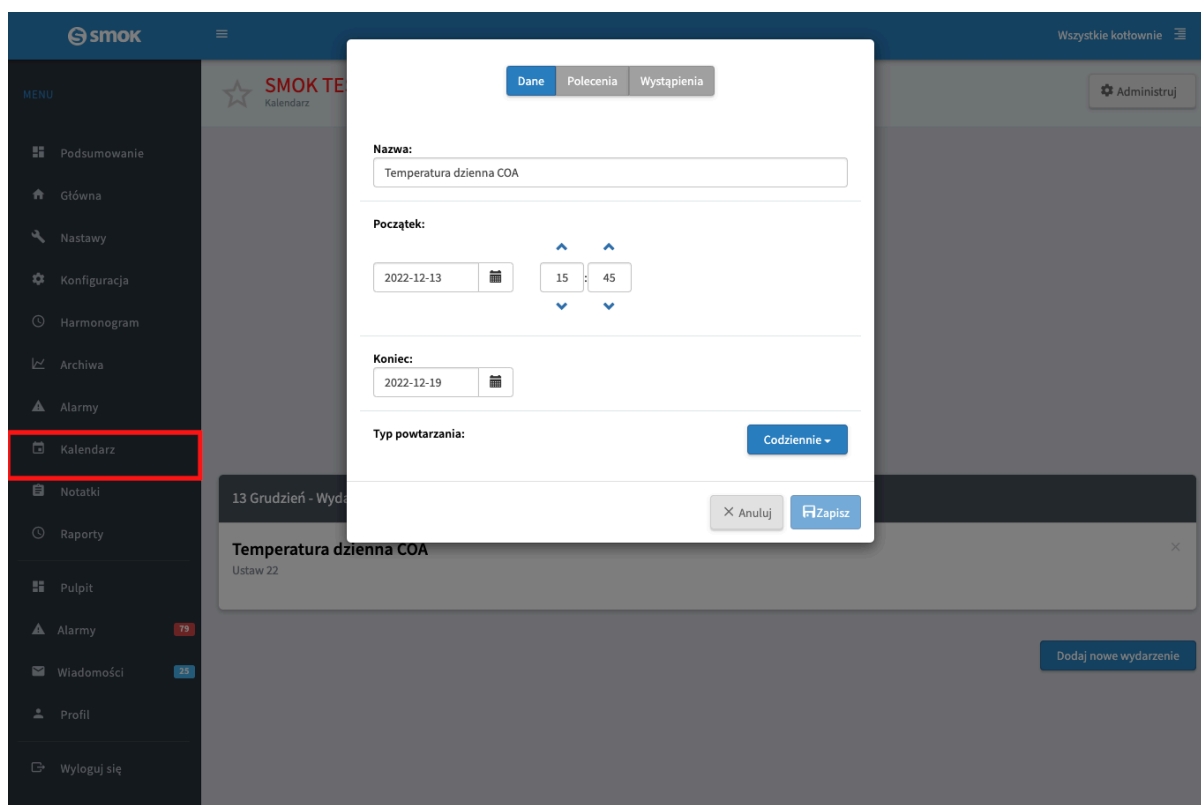 smok
Wszystkie kotłownie
MENU
Podsumowanie
Główna
Nastawy
Konfiguracja
Harmonogram
Archiwa
Alarmy
Kalendarz
Notatki
Raporty
Pulpit
Alarmy 79
Wiadomości 25
Profil
Wyloguj się
SMOK TE
Kalendarz
Administruj
Dane Polecenia Wystąpienia
Nazwa:
Temperatura dzienna COA
Początek:
2022-12-13 15 : 45
Koniec:
2022-12-19
Typ powtarzania: Codziennie
× Anuluj Zapisz
13 Grudzień - Wyda
Temperatura dzienna COA ×
Ustaw 22
Dodaj nowe wydarzenie